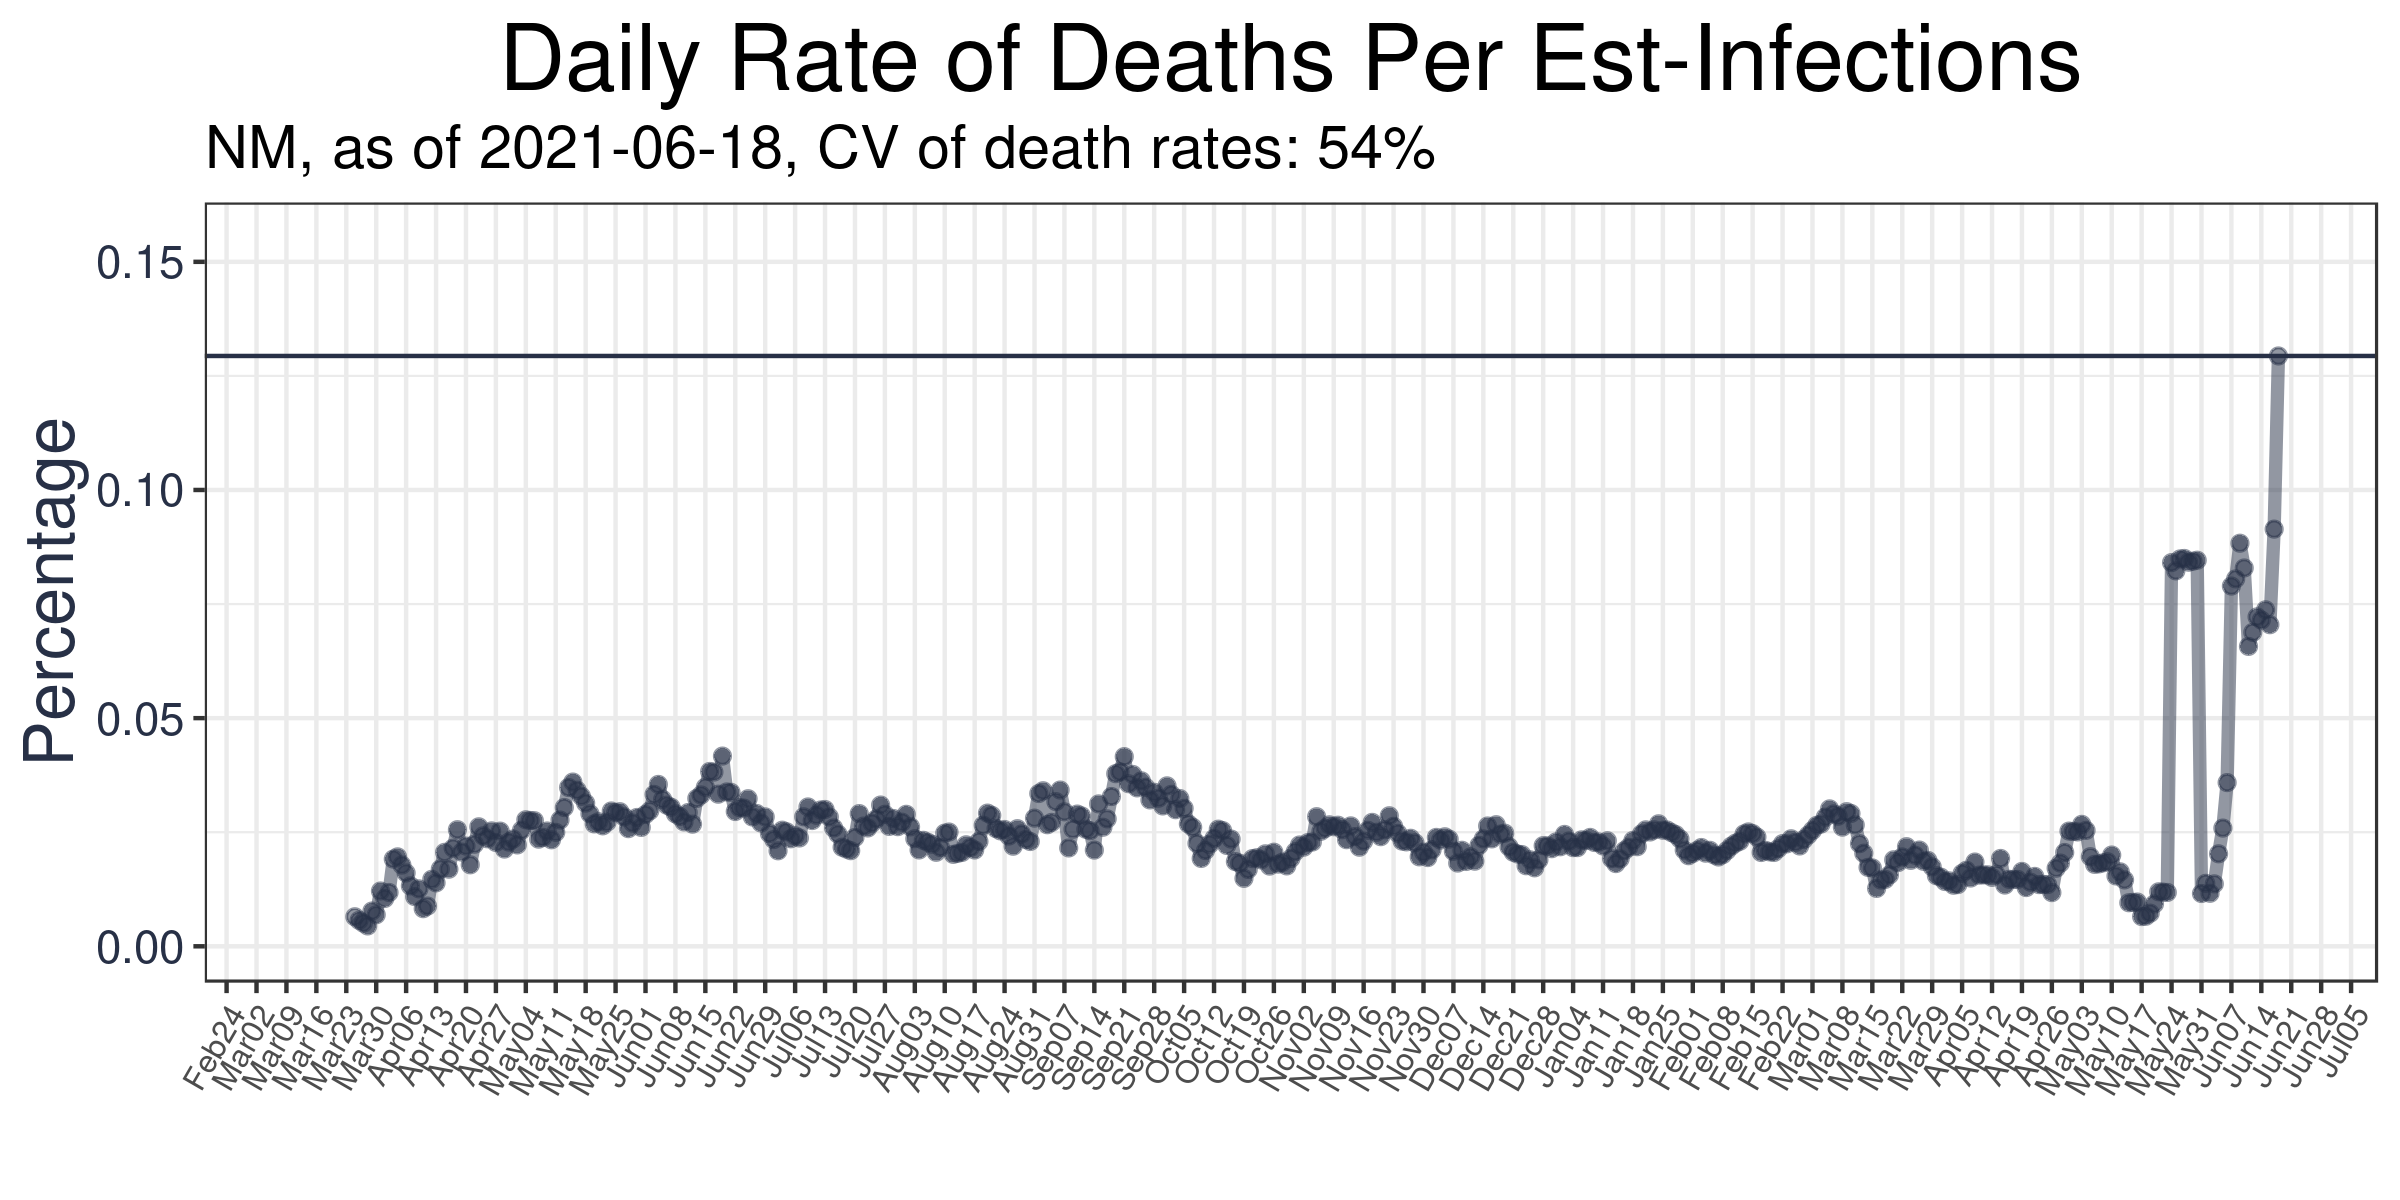 Daily Rate of Deaths Per Est-Infections
NM, as of 2021-06-18, CV of death rates: 54%
Percentage
0.15
0.10
0.05
0.00
Feb24
Mar02
Mar09
Mar16
Mar23
Mar30
Apr06
Apr13
Apr20
Apr27
May04
May11
May18
May25
Jun01
Jun08
Jun15
Jun22
Jun29
Jul06
Jul13
Jul20
Jul27
Aug03
Aug10
Aug17
Aug24
Aug31
Sep07
Sep14
Sep21
Sep28
Oct05
Oct12
Oct19
Oct26
Nov02
Nov09
Nov16
Nov23
Nov30
Dec07
Dec14
Dec21
Dec28
Jan04
Jan11
Jan18
Jan25
Feb01
Feb08
Feb15
Feb22
Mar01
Mar08
Mar15
Mar22
Mar29
Apr05
Apr12
Apr19
Apr26
May03
May10
May17
May24
May31
Jun07
Jun14
Jun21
Jun28
Jul05